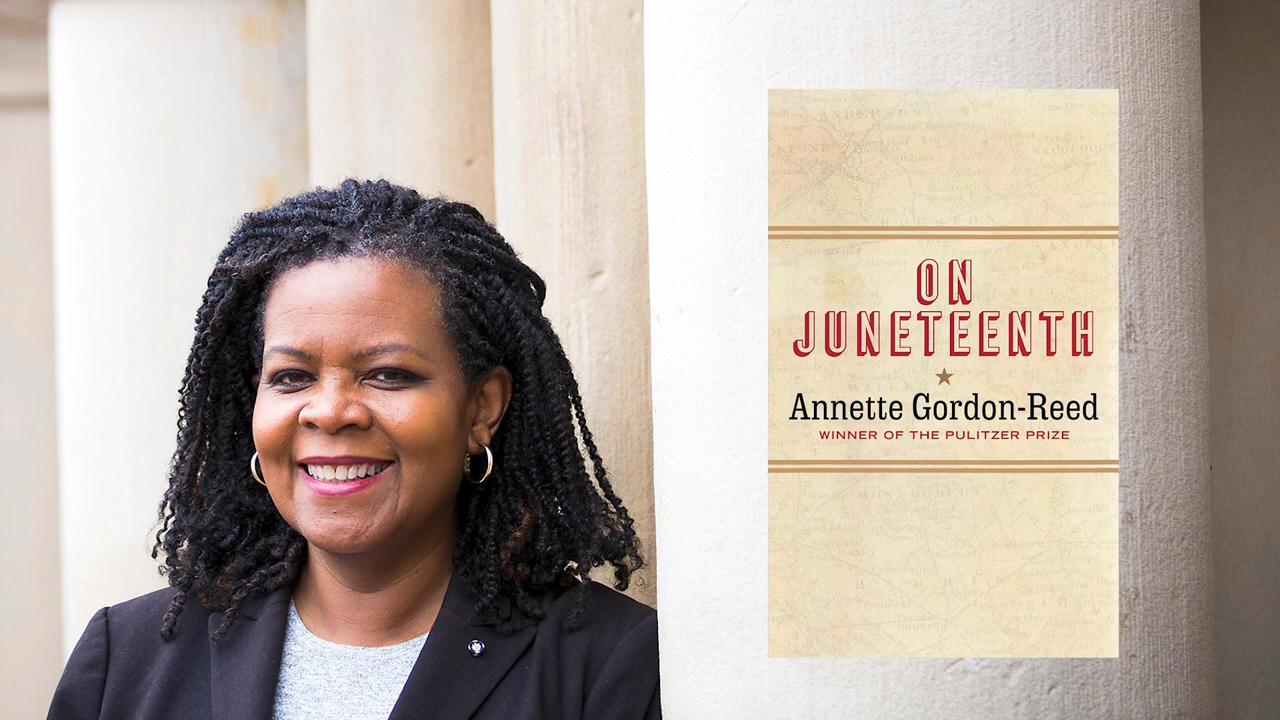 ON
JUNETEENTH
Annette Gordon-Reed
WINNER OF THE PULITZER PRIZE